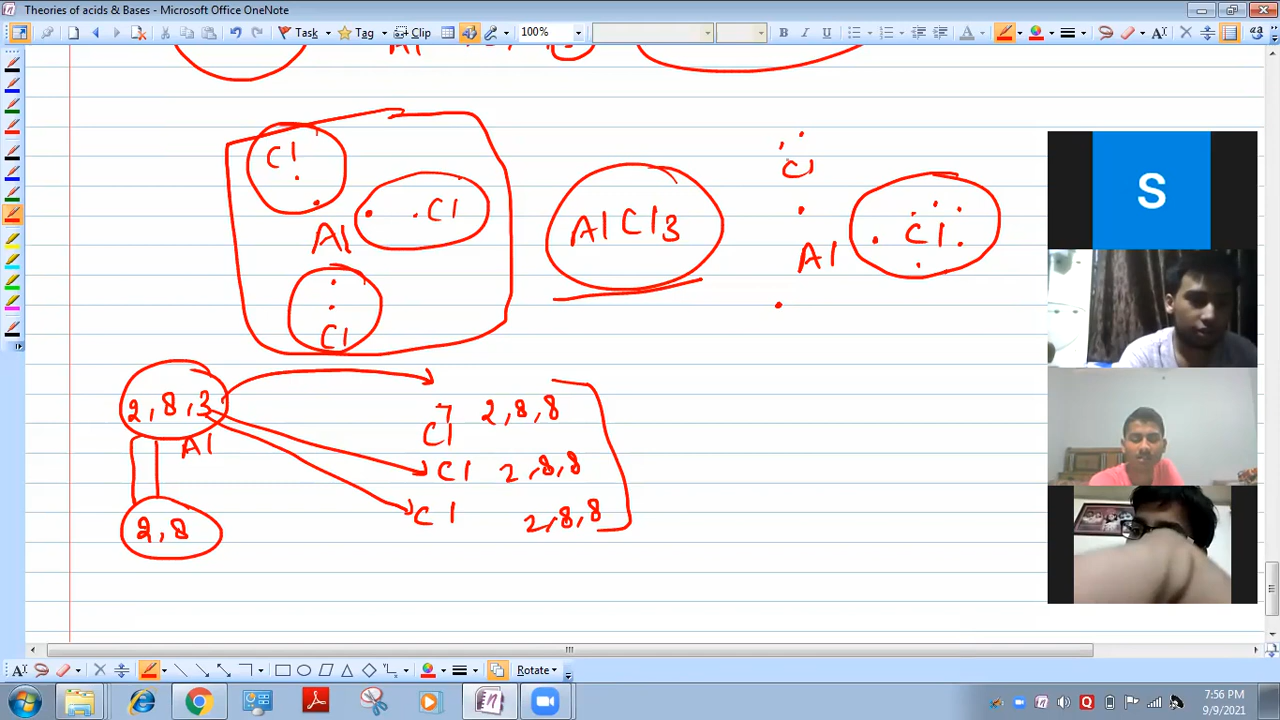 Theories of acids & Bases - Microsoft Office OneNote
Task
Tag
Clip
100%
B I U
A
Al
Cl
Cl
Al
Cl
AlCl3
Cl
Al
Cl
S
2,8,3
Al
2,8
7
Cl 2,8,8
Cl 2,8,8
Cl 2,8,8
Rotate
7:56 PM
9/9/2021